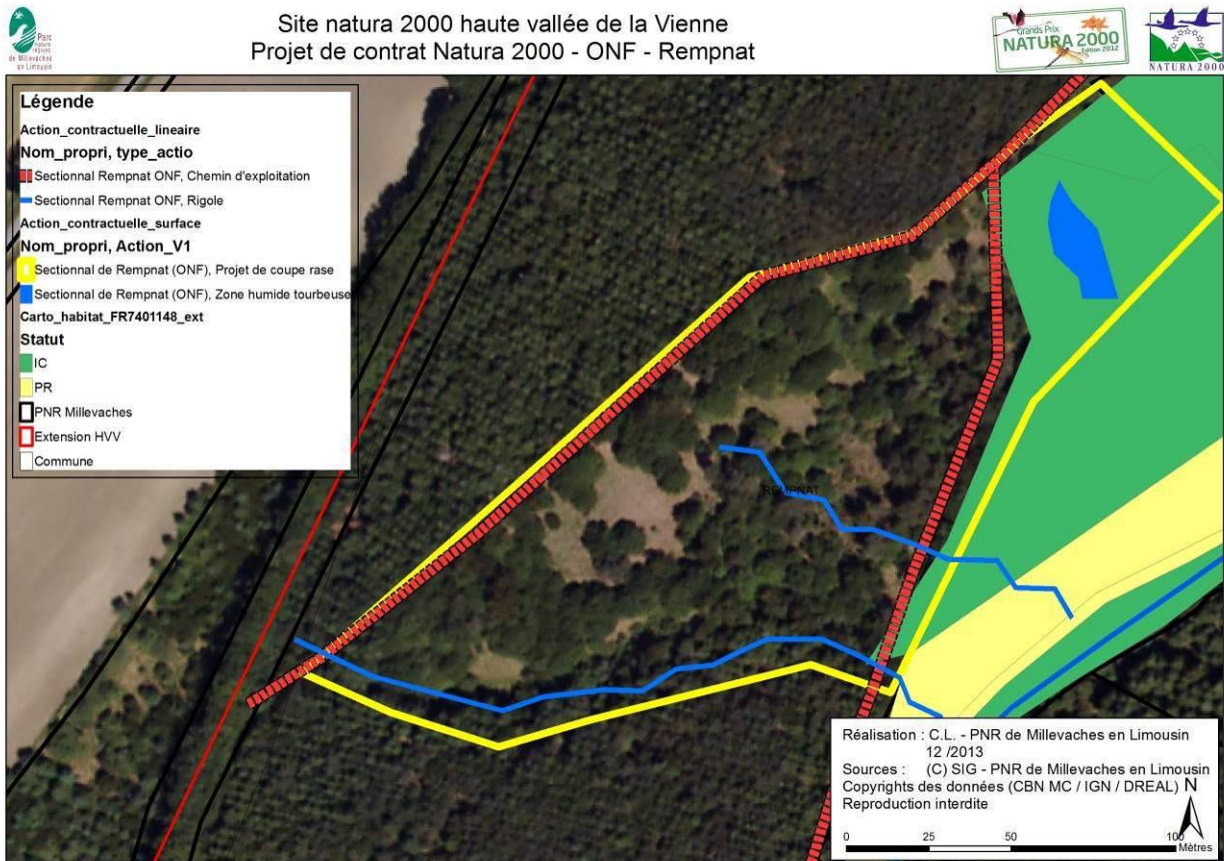 Parc
naturel
régional
de Millevaches
en Limousin
Site natura 2000 haute vallée de la Vienne
Projet de contrat Natura 2000 - ONF - Rempnat
Grands Prix
NATURA 2000
Edition 2012
NATURA 2000
Légende
Action_contractuelle_lineaire
Nom_propri, type_actio
Sectionnal Rempnat ONF, Chemin d'exploitation
Sectionnal Rempnat ONF, Rigole
Action_contractuelle_surface
Nom_propri, Action_V1
Sectionnal de Rempnat (ONF), Projet de coupe rase
Sectionnal de Rempnat (ONF), Zone humide tourbeuse
Carto_habitat_FR7401148_ext
Statut
IC
PR
PNR Millevaches
Extension HVV
Commune
REMPNAT
Réalisation : C.L. - PNR de Millevaches en Limousin
12 /2013
Sources : (C) SIG - PNR de Millevaches en Limousin
Copyrights des données (CBN MC / IGN / DREAL)
Reproduction interdite
N
0 25 50 100
Mètres